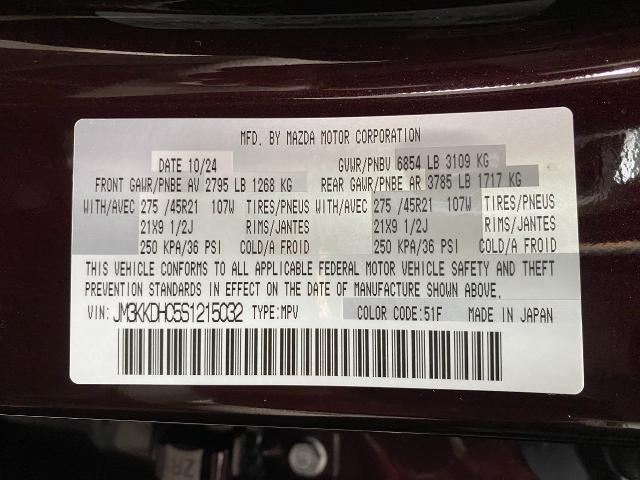 MFD. BY MAZDA MOTOR CORPORATION
DATE 10/24 GVWR/PNBV 6854 LB 3109 KG
FRONT GAWR/PNBE AV 2795 LB 1268 KG REAR GAWR/PNBE AR 3785 LB 1717 KG
WITH/AVEC 275 /45R21 107W TIRES/PNEUS WITH/AVEC 275 /45R21 107W TIRES/PNEUS
21X9 1/2J RIMS/JANTES 21X9 1/2J RIMS/JANTES
250 KPA/36 PSI COLD/A FROID 250 KPA/36 PSI COLD/A FROID
THIS VEHICLE CONFORMS TO ALL APPLICABLE FEDERAL MOTOR VEHICLE SAFETY AND THEFT
PREVENTION STANDARDS IN EFFECT ON THE DATE OF MANUFACTURE SHOWN ABOVE.
VIN: JM3KKDHC5S1215032 TYPE: MPV COLOR CODE: 51F MADE IN JAPAN
ZR